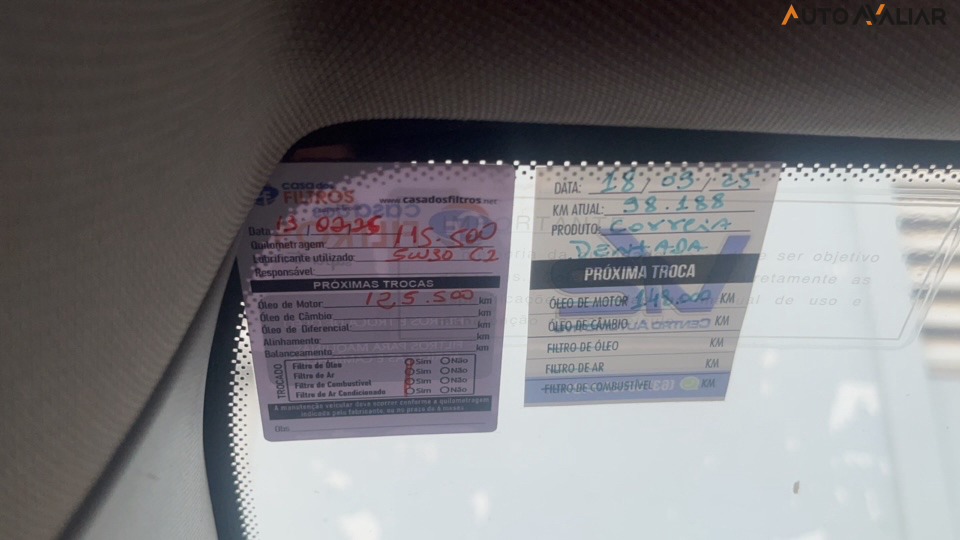 AUTOAVALIAR
CASA DOS
FILTROS
www.casadosfiltros.net
Data: 13/02/26
Quilometragem: 115.500
Lubrificante utilizado: 5W30 C2
Responsável:
PRÓXIMAS TROCAS
Óleo de Motor 125.500 km
Óleo de Câmbio km
Óleo de Diferencial km
Alinhamento km
Balanceamento km
TROCADO
Filtro de Óleo Sim Não
Filtro de Ar Sim Não
Filtro de Combustível Sim Não
Filtro de Ar Condicionado Sim Não
A manutenção veicular deve ocorrer conforme a quilometragem
indicada pelo fabricante, ou no prazo de 6 meses
Obs
DATA: 18/03/25
KM ATUAL: 98.188
PRODUTO: CORREIA
DENTADA
PRÓXIMA TROCA
ÓLEO DE MOTOR 148.000 KM
ÓLEO DE CÂMBIO KM
FILTRO DE ÓLEO KM
FILTRO DE AR KM
FILTRO DE COMBUSTÍVEL KM